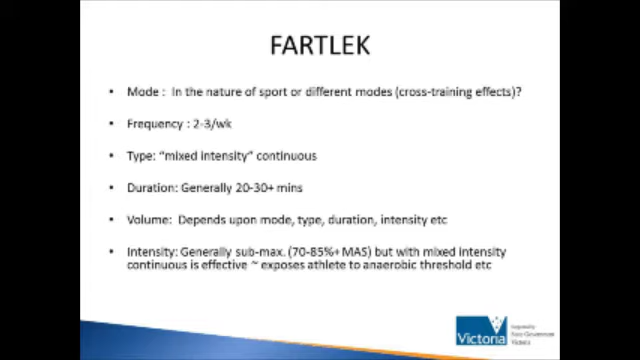 FARTLEK
• Mode : In the nature of sport or different modes (cross-training effects)?
• Frequency : 2-3/wk
• Type: “mixed intensity” continuous
• Duration: Generally 20-30+ mins
• Volume: Depends upon mode, type, duration, intensity etc
• Intensity: Generally sub-max. (70-85%+ MAS) but with mixed intensity
continuous is effective ~ exposes athlete to anaerobic threshold etc
Victoria
Victoria